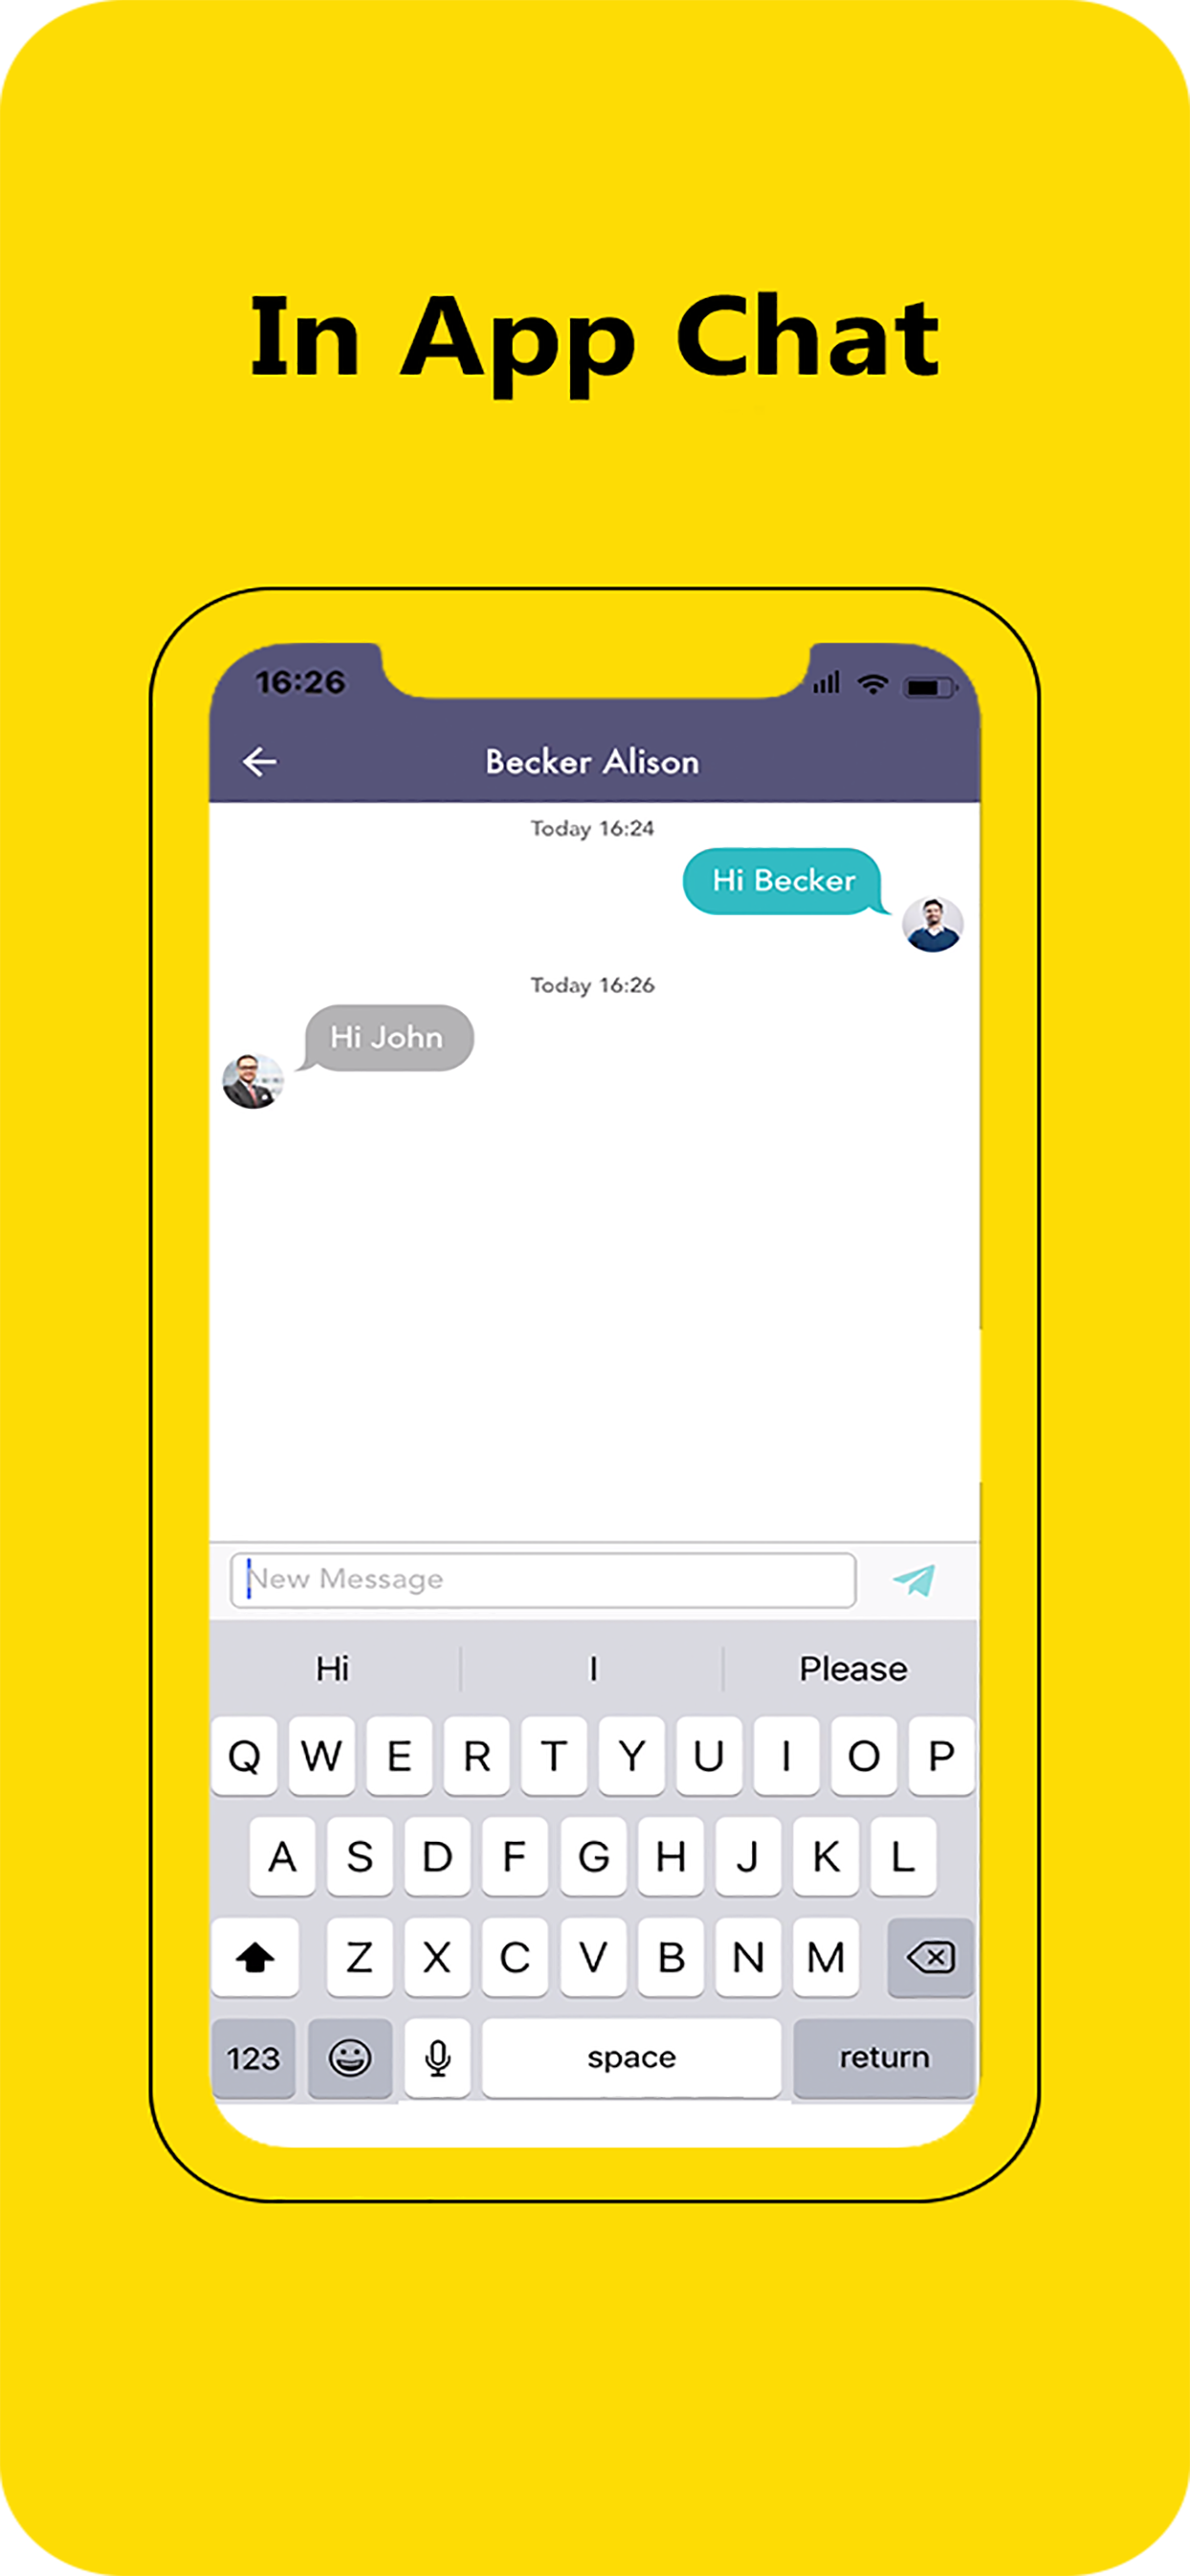 In App Chat
16:26
Becker Alison
Today 16:24
Hi Becker
Today 16:26
Hi John
New Message
Hi I Please
Q W E R T Y U I O P
A S D F G H J K L
Z X C V B N M
123 space return